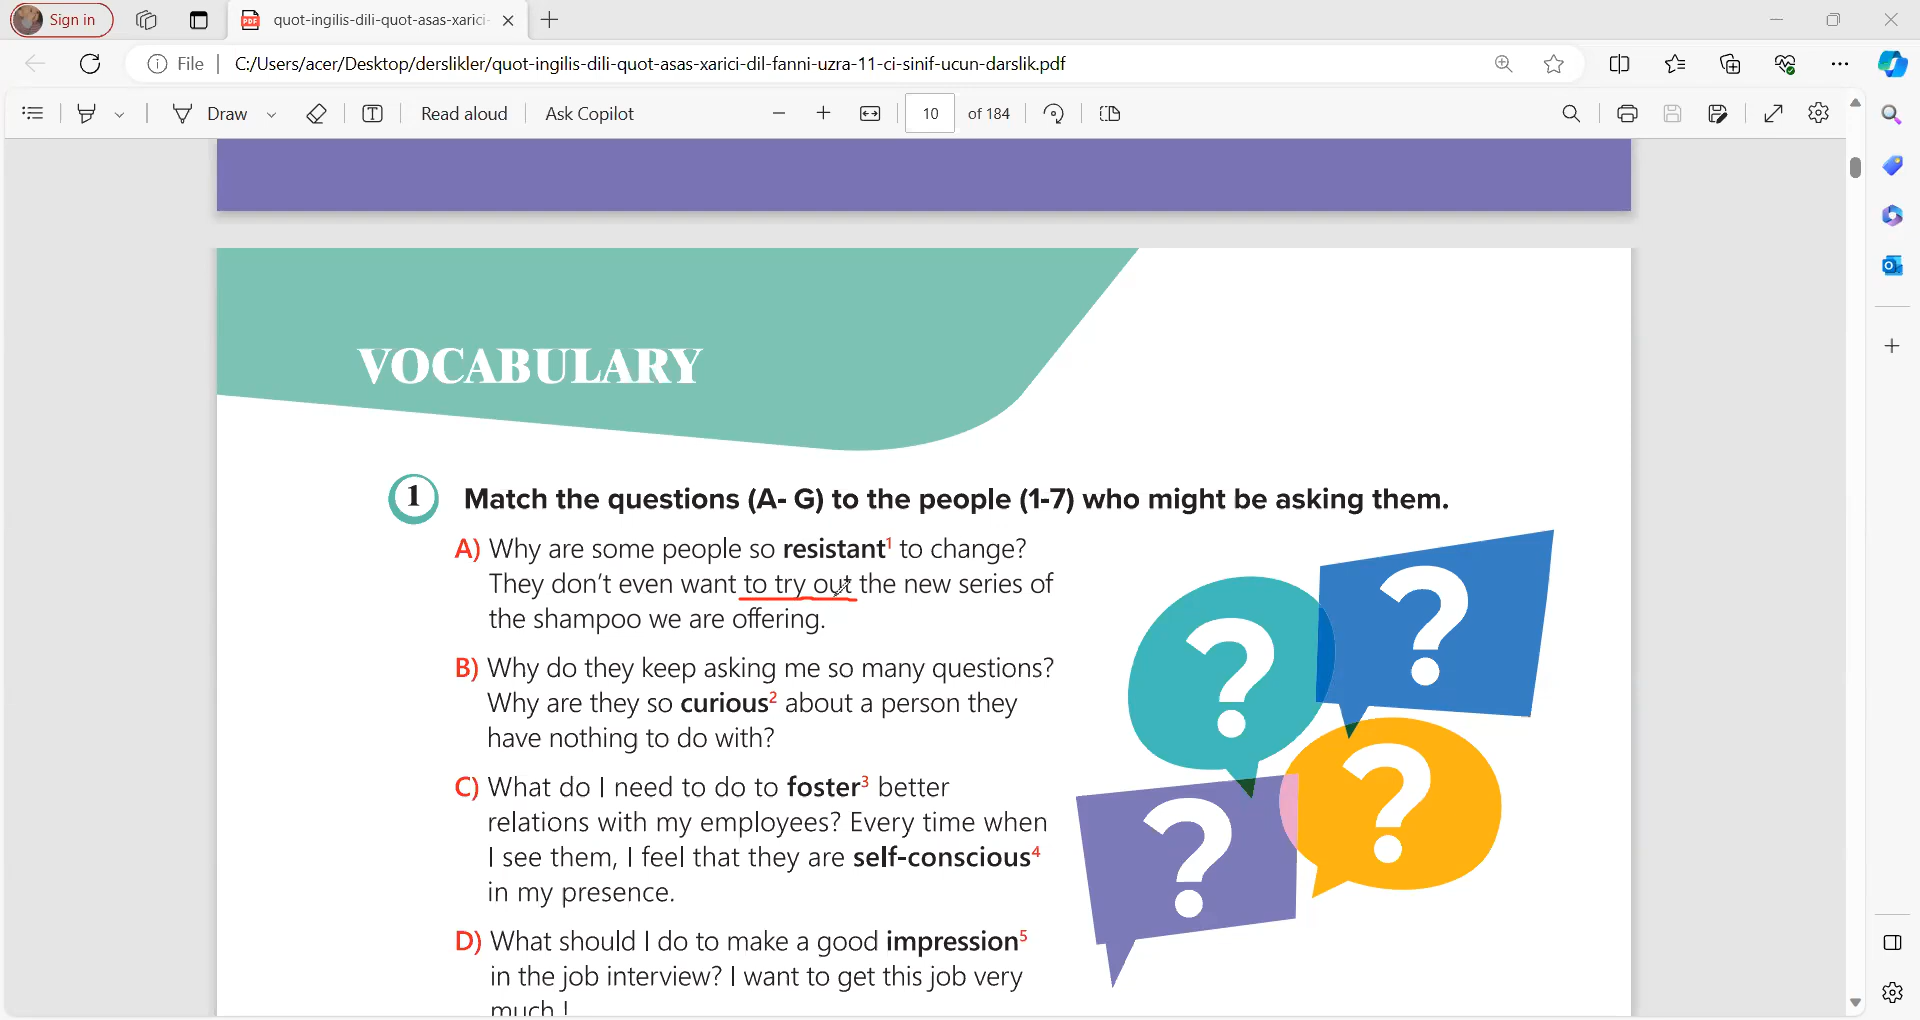 Sign in
quot-ingilis-dili-quot-asas-xarici-
File
C:/Users/acer/Desktop/derslikler/quot-ingilis-dili-quot-asas-xarici-dil-fanni-uzra-11-ci-sinif-ucun-darslik.pdf
Draw
Read aloud
Ask Copilot
10 of 184
VOCABULARY
1 Match the questions (A- G) to the people (1-7) who might be asking them.
A) Why are some people so resistant¹ to change?
They don't even want to try out the new series of
the shampoo we are offering.
B) Why do they keep asking me so many questions?
Why are they so curious² about a person they
have nothing to do with?
C) What do I need to do to foster³ better
relations with my employees? Every time when
I see them, I feel that they are self-conscious⁴
in my presence.
D) What should I do to make a good impression⁵
in the job interview? I want to get this job very
much !
? ?
? ?